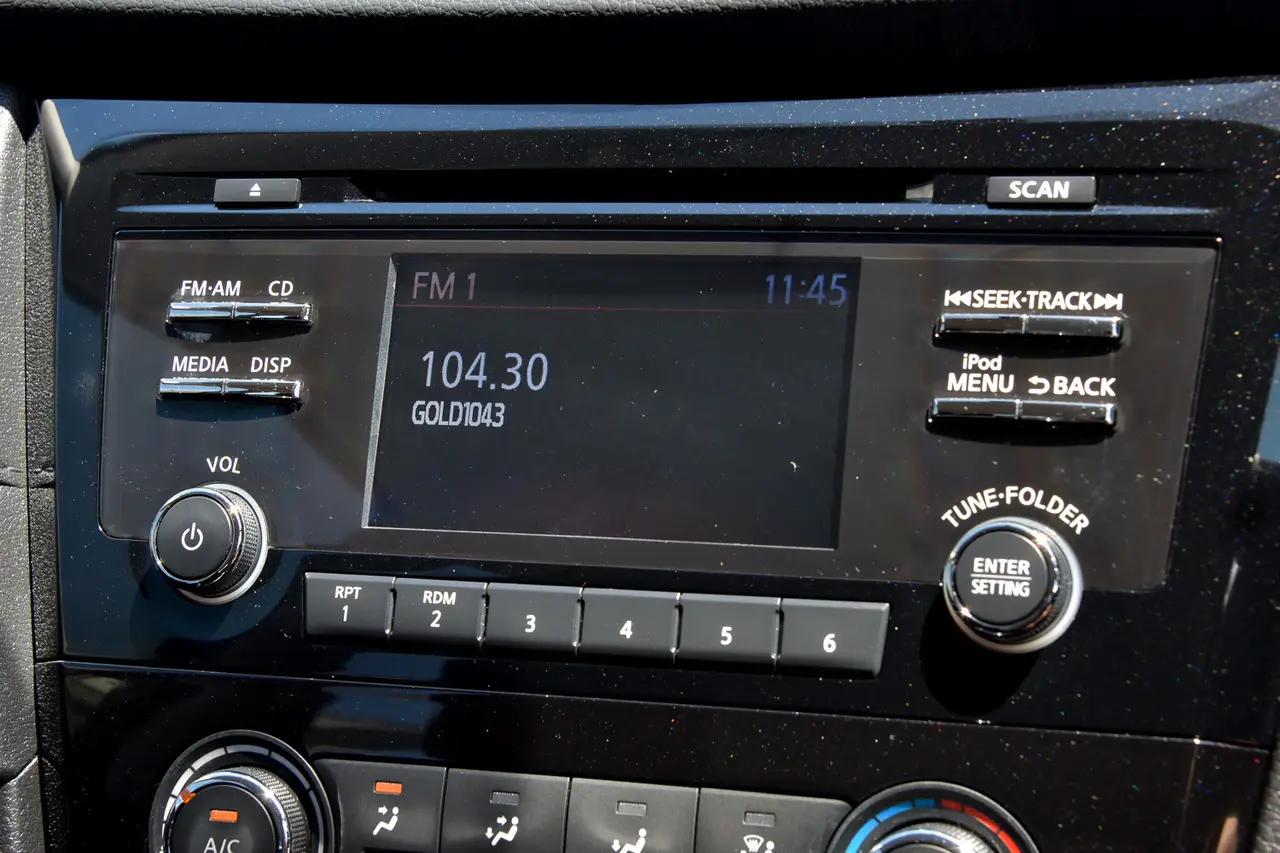 SCAN
FM·AM CD
MEDIA DISP
VOL
FM 1 11:45
104.30
GOLD1043
SEEK·TRACK
iPod
MENU BACK
TUNE·FOLDER
ENTER
SETTING
RPT RDM
1 2 3 4 5 6
A/C